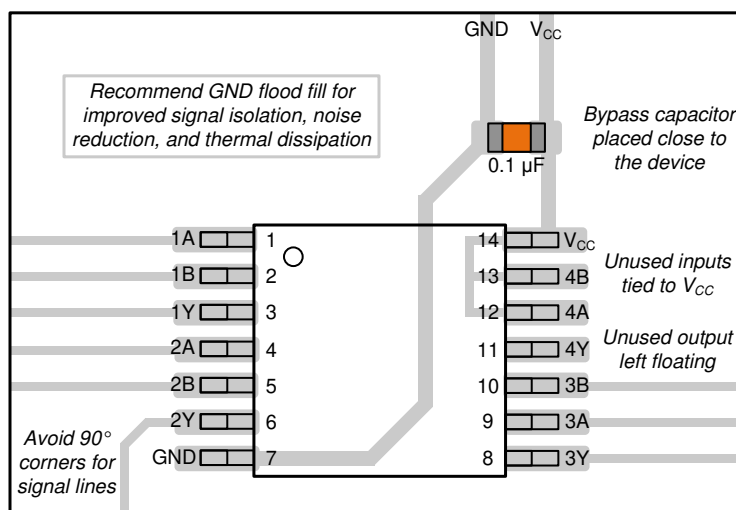 GND V_CC
Recommend GND flood fill for
improved signal isolation, noise
reduction, and thermal dissipation
Bypass capacitor
placed close to
the device
0.1 µF
1A 1 14 V_CC
1B 2 13 4B
1Y 3 12 4A
2A 4 11 4Y
2B 5 10 3B
2Y 6 9 3A
GND 7 8 3Y
Unused inputs
tied to V_CC
Unused output
left floating
Avoid 90°
corners for
signal lines